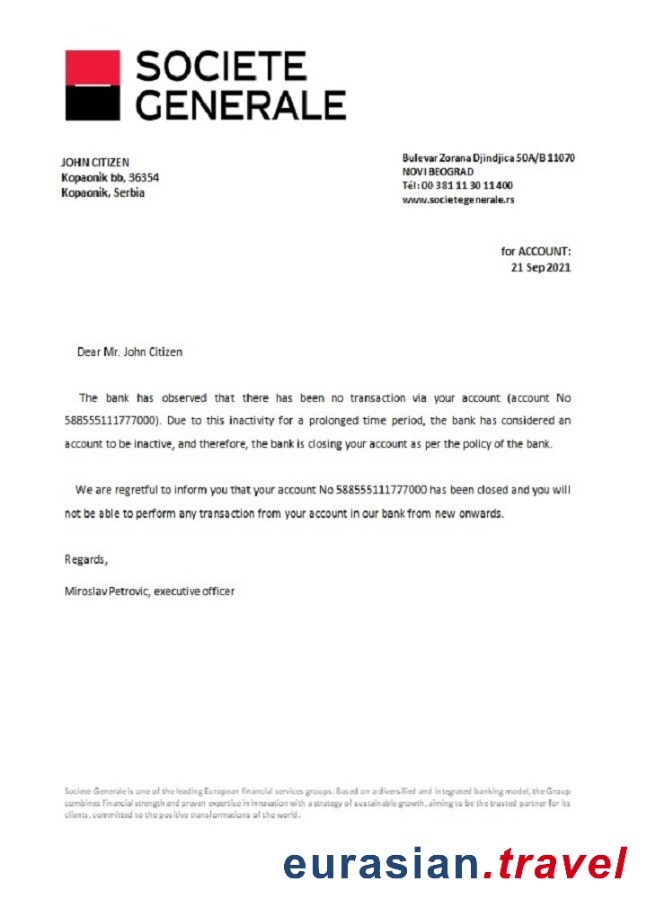 SOCIETE
GENERALE
JOHN CITIZEN
Kopaonik bb, 36354
Kopaonik, Serbia
Bulevar Zorana Djindjica 50A/B 11070
NOVI BEOGRAD
Tél: 00 381 11 30 11 400
www.societegenerale.rs
for ACCOUNT:
21 Sep 2021
Dear Mr. John Citizen
The bank has observed that there has been no transaction via your account (account No
588555111777000). Due to this inactivity for a prolonged time period, the bank has considered an
account to be inactive, and therefore, the bank is closing your account as per the policy of the bank.
We are regretful to inform you that your account No 588555111777000 has been closed and you will
not be able to perform any transaction from your account in our bank from new onwards.
Regards,
Miroslav Petrovic, executive officer
Societe Generale is one of the leading European financial services groups. Based on a diversified and integrated banking model, the Group
combines financial strength and proven expertise in innovation with a strategy of sustainable growth, aiming to be the trusted partner for its
clients, committed to the positive transformations of the world.
eurasian.travel